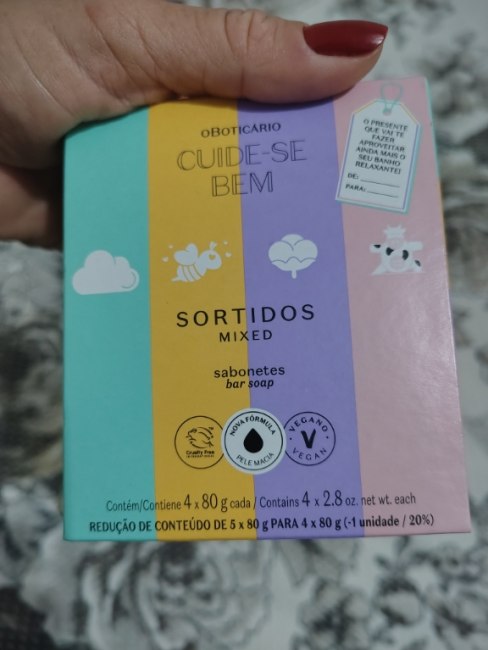 oBOTICÁRIO
CUIDE-SE
BEM
O PRESENTE
QUE VAI TE
FAZER
APROVEITAR
AINDA MAIS O
SEU BANHO
RELAXANTE!
DE:
PARA:
SORTIDOS
MIXED
sabonetes
bar soap
Cruelty Free
INTERNATIONAL
NOVA FÓRMULA
PELE MACIA
VEGANO
VEGAN
Contém/Contiene 4 x 80 g cada / Contains 4 x 2.8 oz. net wt. each
REDUÇÃO DE CONTEÚDO DE 5 x 80 g PARA 4 x 80 g (-1 unidade / 20%)